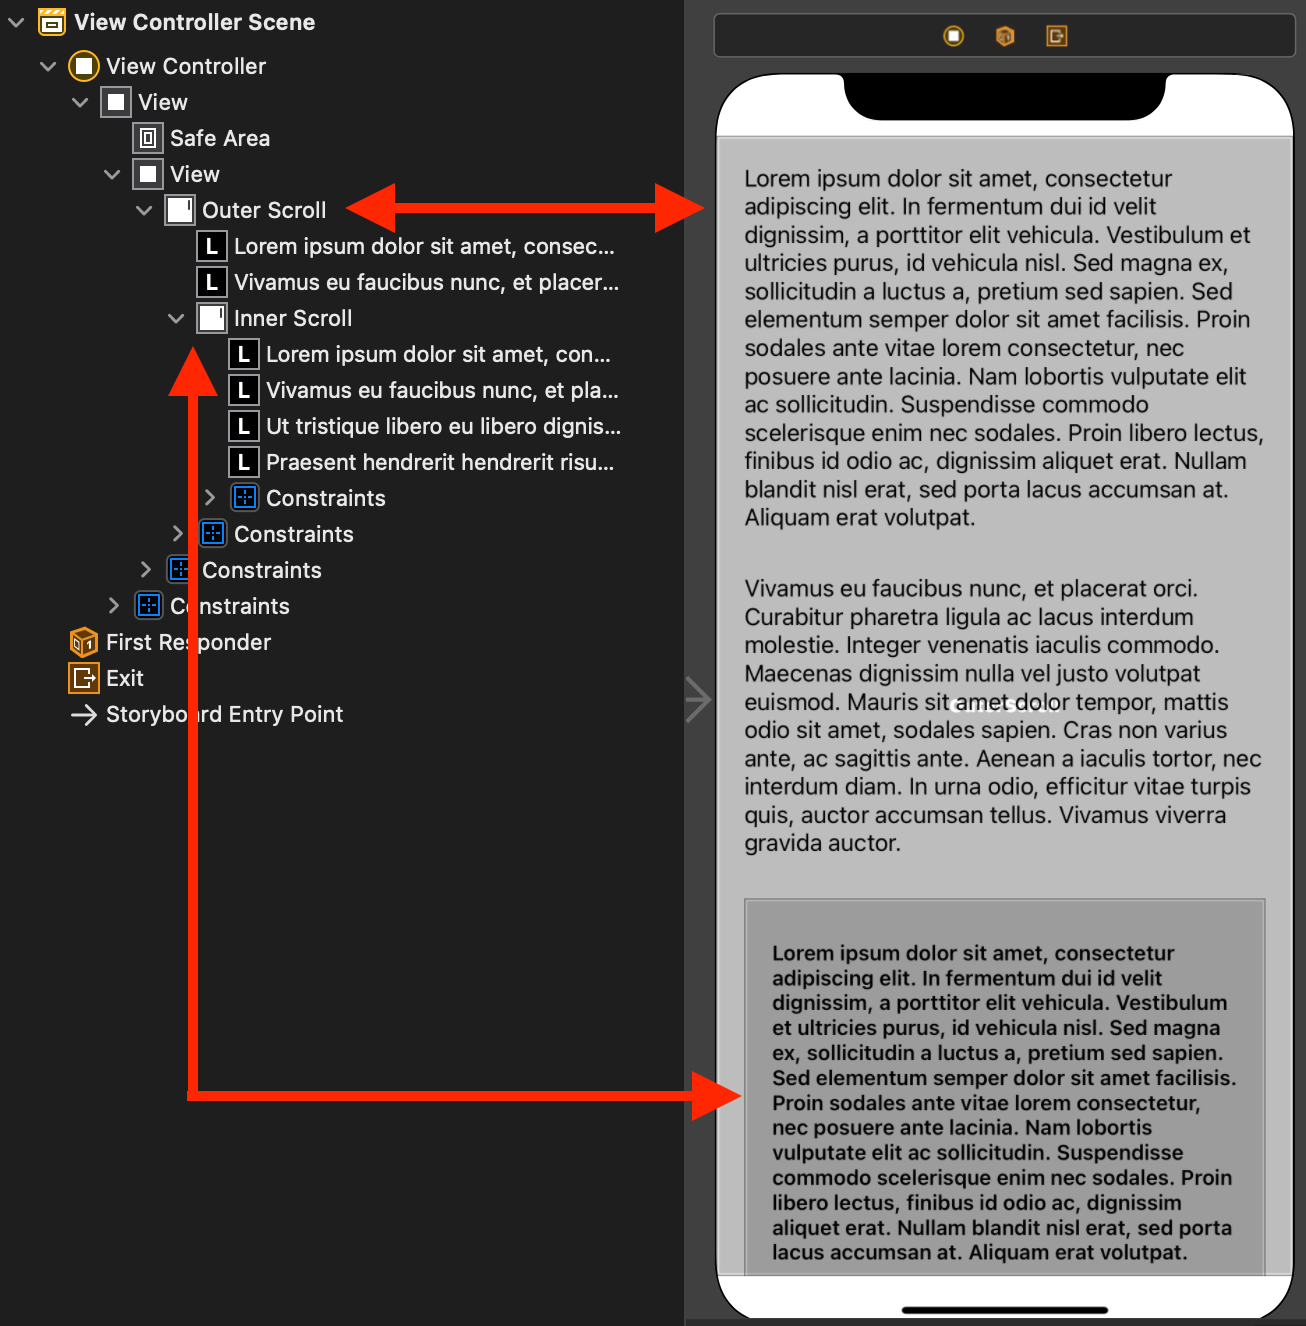 View Controller Scene
View Controller
View
Safe Area
View
Outer Scroll
L Lorem ipsum dolor sit amet, consec...
L Vivamus eu faucibus nunc, et placer...
Inner Scroll
L Lorem ipsum dolor sit amet, con...
L Vivamus eu faucibus nunc, et pla...
L Ut tristique libero eu libero dignis...
L Praesent hendrerit hendrerit risu...
Constraints
Constraints
Constraints
Constraints
First Responder
Exit
Storyboard Entry Point
Lorem ipsum dolor sit amet, consectetur
adipiscing elit. In fermentum dui id velit
dignissim, a porttitor elit vehicula. Vestibulum et
ultricies purus, id vehicula nisl. Sed magna ex,
sollicitudin a luctus a, pretium sed sapien. Sed
elementum semper dolor sit amet facilisis. Proin
sodales ante vitae lorem consectetur, nec
posuere ante lacinia. Nam lobortis vulputate elit
ac sollicitudin. Suspendisse commodo
scelerisque enim nec sodales. Proin libero lectus,
finibus id odio ac, dignissim aliquet erat. Nullam
blandit nisl erat, sed porta lacus accumsan at.
Aliquam erat volutpat.
Vivamus eu faucibus nunc, et placerat orci.
Curabitur pharetra ligula ac lacus interdum
molestie. Integer venenatis iaculis commodo.
Maecenas dignissim nulla vel justo volutpat
euismod. Mauris sit amet dolor tempor, mattis
odio sit amet, sodales sapien. Cras non varius
ante, ac sagittis ante. Aenean a iaculis tortor, nec
interdum diam. In urna odio, efficitur vitae turpis
quis, auctor accumsan tellus. Vivamus viverra
gravida auctor.
Lorem ipsum dolor sit amet, consectetur
adipiscing elit. In fermentum dui id velit
dignissim, a porttitor elit vehicula. Vestibulum
et ultricies purus, id vehicula nisl. Sed magna
ex, sollicitudin a luctus a, pretium sed sapien.
Sed elementum semper dolor sit amet facilisis.
Proin sodales ante vitae lorem consectetur,
nec posuere ante lacinia. Nam lobortis
vulputate elit ac sollicitudin. Suspendisse
commodo scelerisque enim nec sodales. Proin
libero lectus, finibus id odio ac, dignissim
aliquet erat. Nullam blandit nisl erat, sed porta
lacus accumsan at. Aliquam erat volutpat.